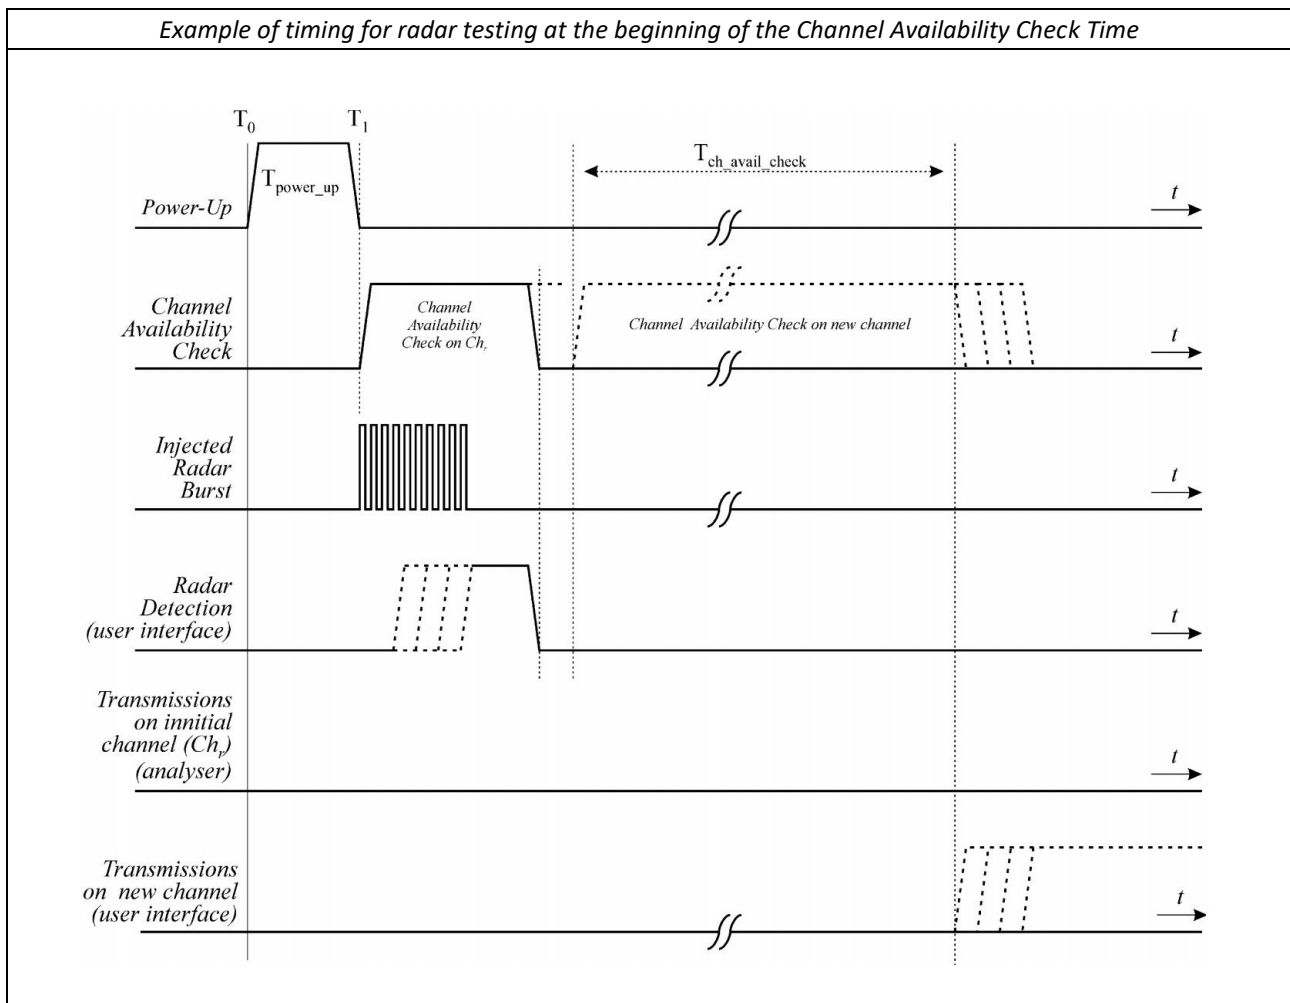 Example of timing for radar testing at the beginning of the Channel Availability Check Time
T0
T1
Tpower_up
Tch_avail_check
Power-Up
t
Channel
Availability
Check
Channel
Availability
Check on Chr
Channel Availability Check on new channel
t
Injected
Radar
Burst
t
Radar
Detection
(user interface)
t
Transmissions
on innitial
channel (Chr)
(analyser)
t
Transmissions
on new channel
(user interface)
t